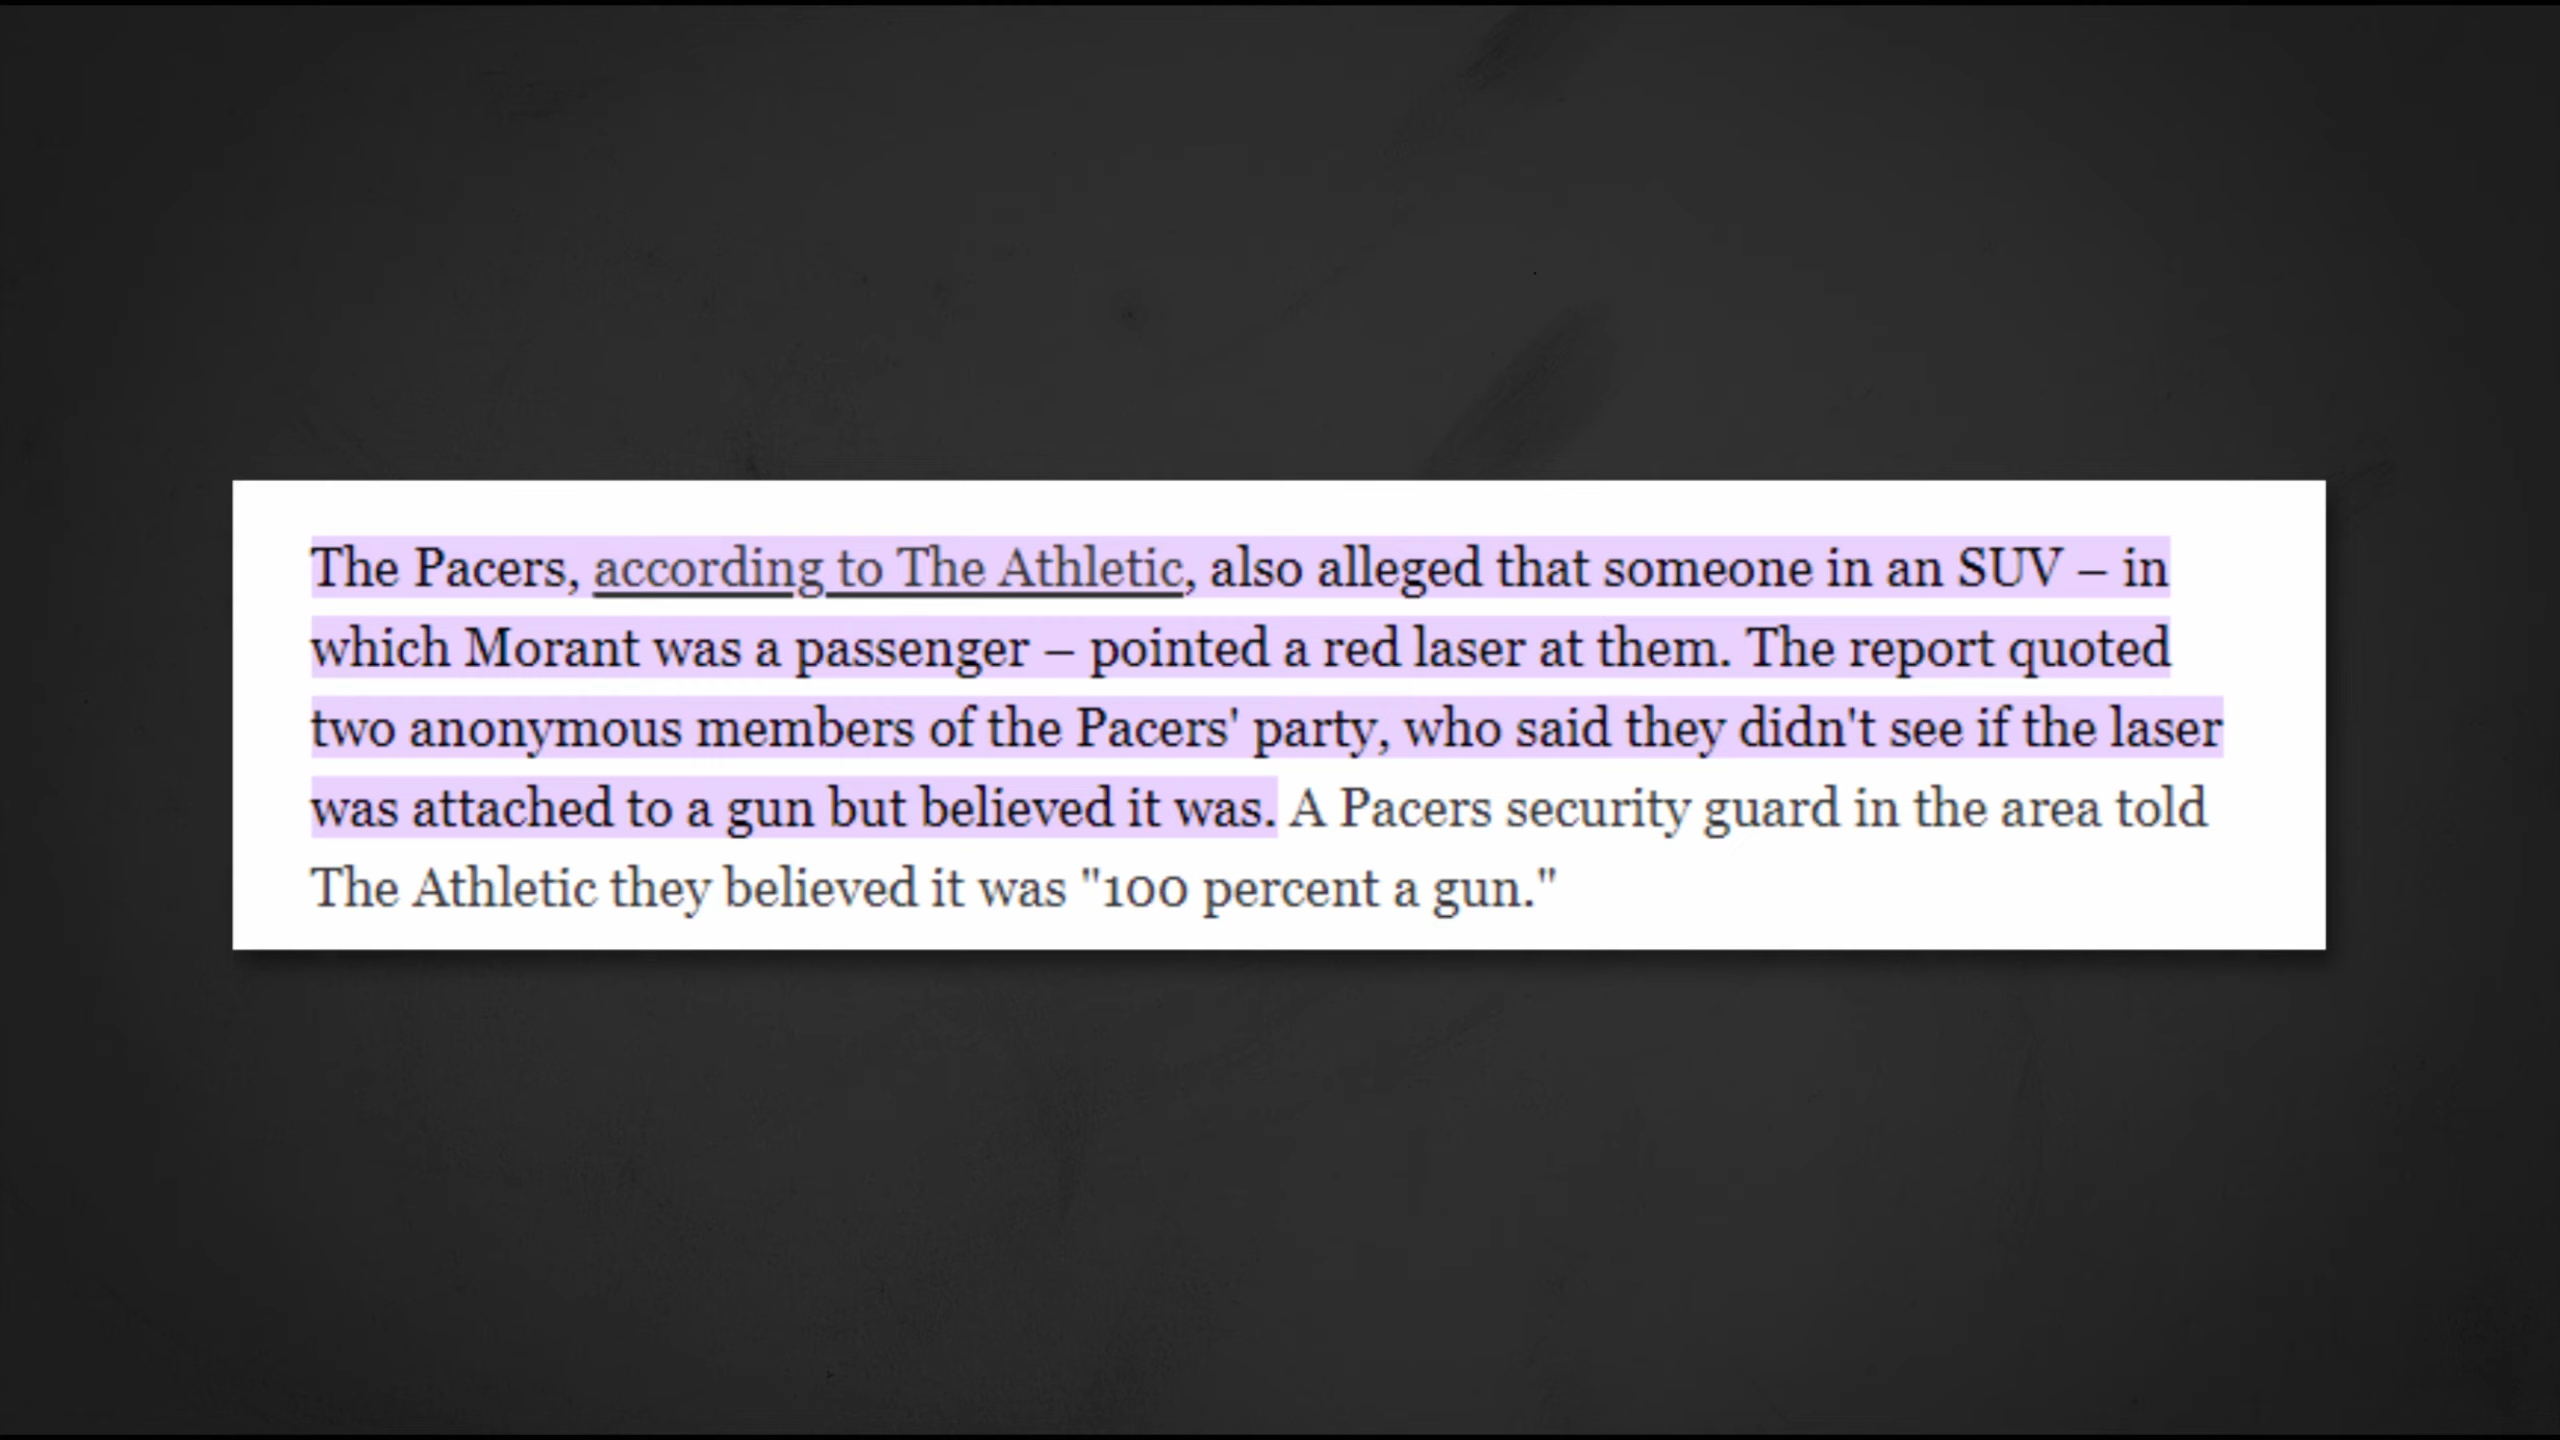 The Pacers, according to The Athletic, also alleged that someone in an SUV – in
which Morant was a passenger – pointed a red laser at them. The report quoted
two anonymous members of the Pacers' party, who said they didn't see if the laser
was attached to a gun but believed it was. A Pacers security guard in the area told
The Athletic they believed it was "100 percent a gun."